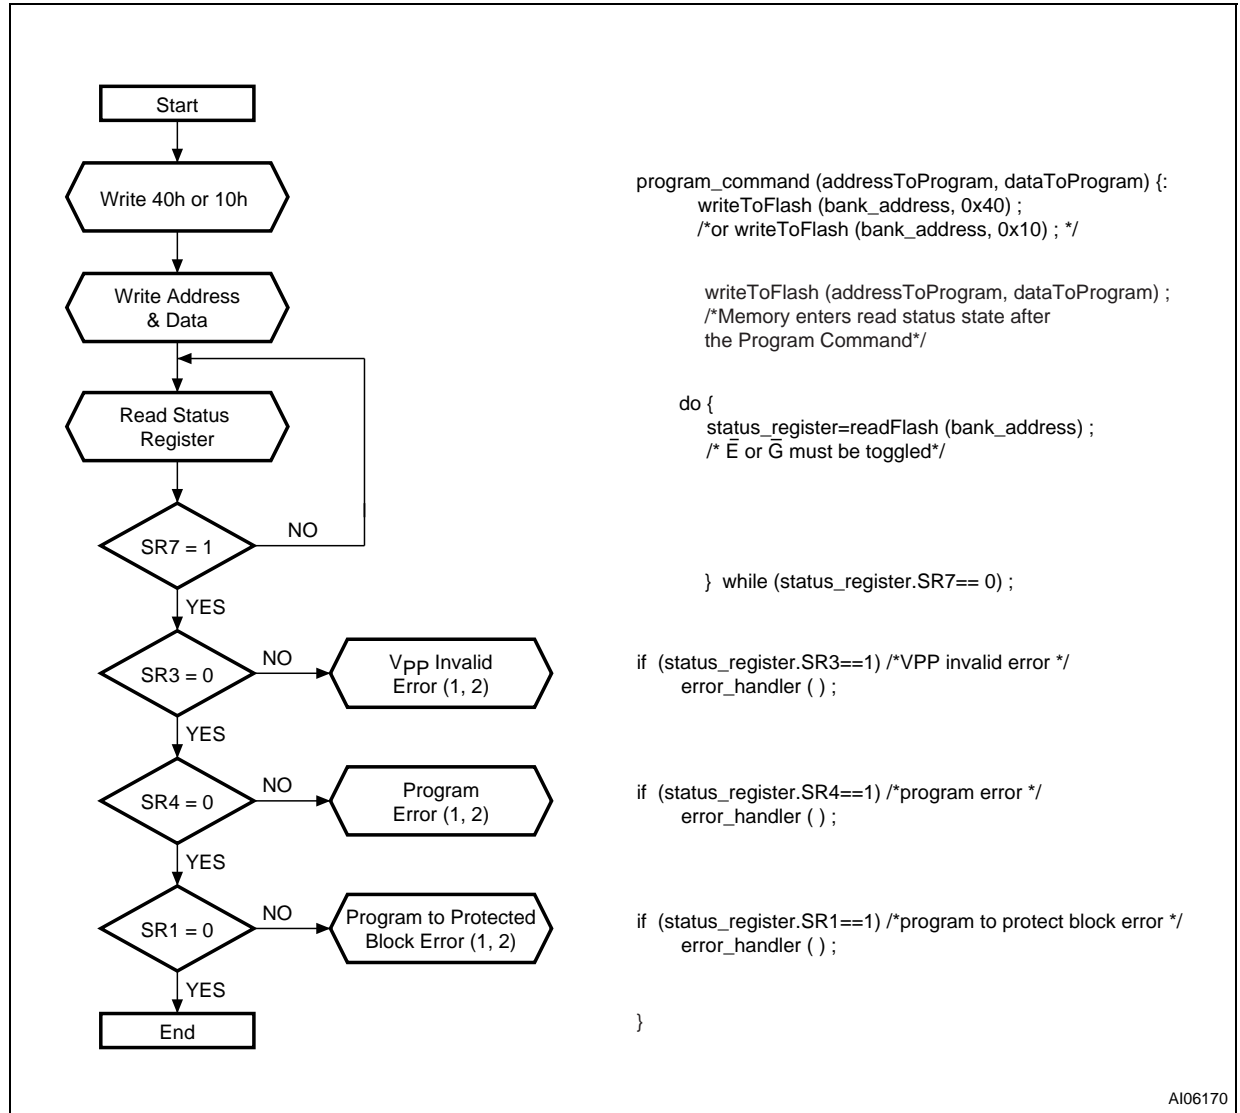 Start
Write 40h or 10h
Write Address
& Data
Read Status
Register
SR7 = 1
NO
YES
SR3 = 0
NO
VPP Invalid
Error (1, 2)
YES
SR4 = 0
NO
Program
Error (1, 2)
YES
SR1 = 0
NO
Program to Protected
Block Error (1, 2)
YES
End
program_command (addressToProgram, dataToProgram) {:
writeToFlash (bank_address, 0x40) ;
/*or writeToFlash (bank_address, 0x10) ; */
writeToFlash (addressToProgram, dataToProgram) ;
/*Memory enters read status state after
the Program Command*/
do {
status_register=readFlash (bank_address) ;
/* E̅ or G̅ must be toggled*/
} while (status_register.SR7== 0) ;
if (status_register.SR3==1) /*VPP invalid error */
error_handler ( ) ;
if (status_register.SR4==1) /*program error */
error_handler ( ) ;
if (status_register.SR1==1) /*program to protect block error */
error_handler ( ) ;
}
AI06170